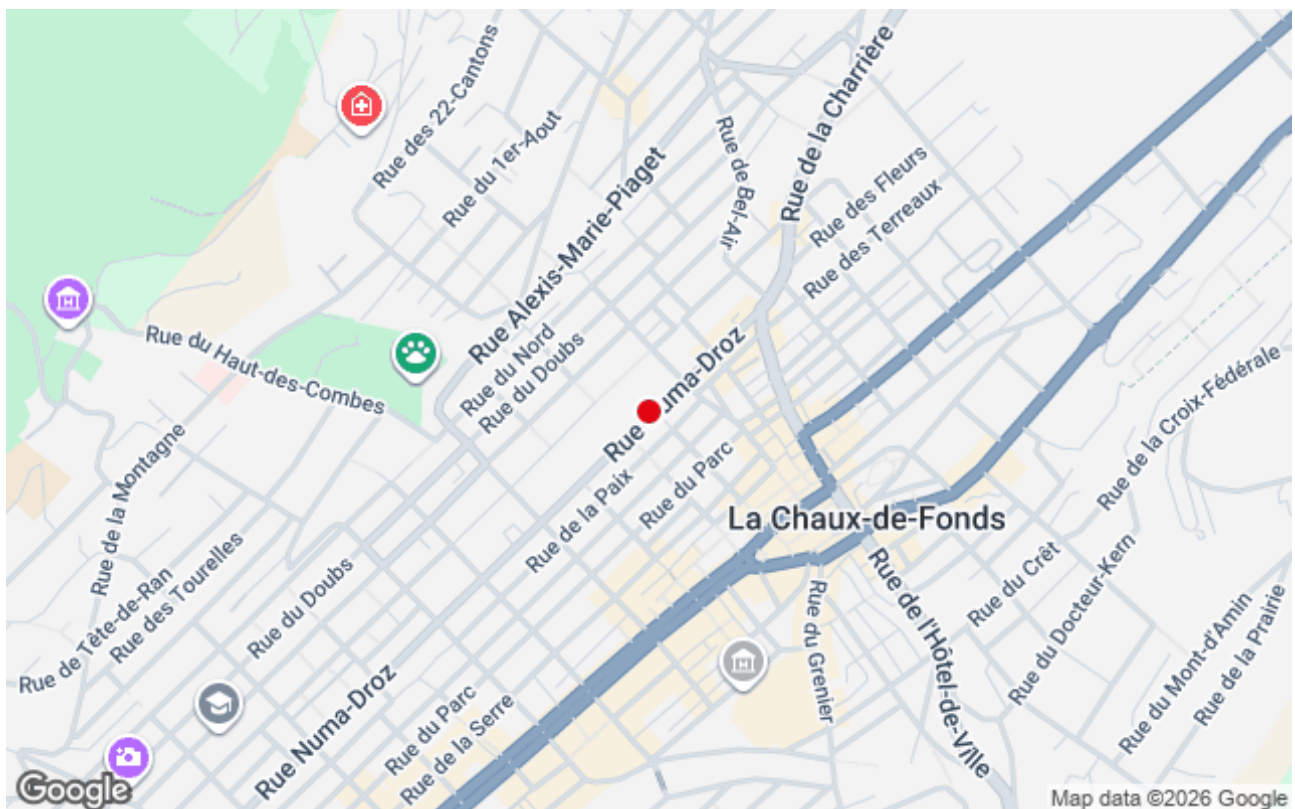 Rue des 22-Cantons
Rue du 1er-Aout
Rue Alexis-Marie-Piaget
Rue de Bel-Air
Rue de la Charrière
Rue des Fleurs
Rue des Terreaux
Rue du Haut-des-Combes
Rue du Nord
Rue du Doubs
Rue Numa-Droz
Rue de la Croix-Fédérale
Rue de la Montagne
Rue de la Paix
Rue du Parc
La Chaux-de-Fonds
Rue de Tête-de-Ran
Rue des Tourelles
Rue du Doubs
Rue du Grenier
Rue de l'Hôtel-de-Ville
Rue du Crêt
Rue du Docteur-Kern
Rue du Mont-d'Amin
Rue de la Prairie
Rue Numa-Droz
Rue du Parc
Rue de la Serre
Google
Map data ©2026 Google